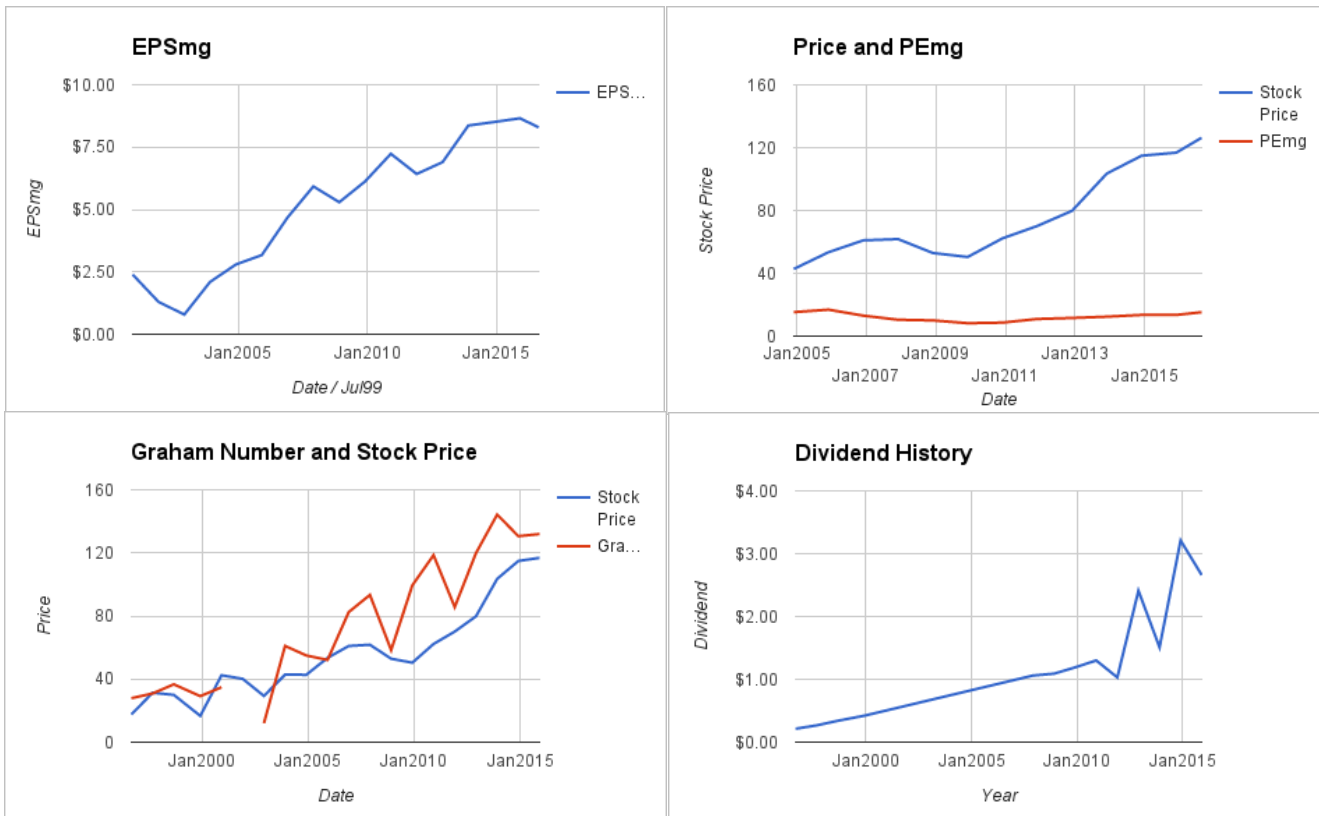 EPSmg
$10.00
$7.50
$5.00
$2.50
$0.00
EPSmg
Jan2005
Jan2010
Jan2015
Date / Jul99
EPS...
Price and PEmg
160
120
80
40
0
Stock Price
Jan2005
Jan2009
Jan2013
Jan2007
Jan2011
Jan2015
Date
Stock
Price
PEmg
Graham Number and Stock Price
160
120
80
40
0
Price
Jan2000
Jan2005
Jan2010
Jan2015
Date
Stock
Price
Gra...
Dividend History
$4.00
$3.00
$2.00
$1.00
$0.00
Dividend
Jan2000
Jan2005
Jan2010
Jan2015
Year